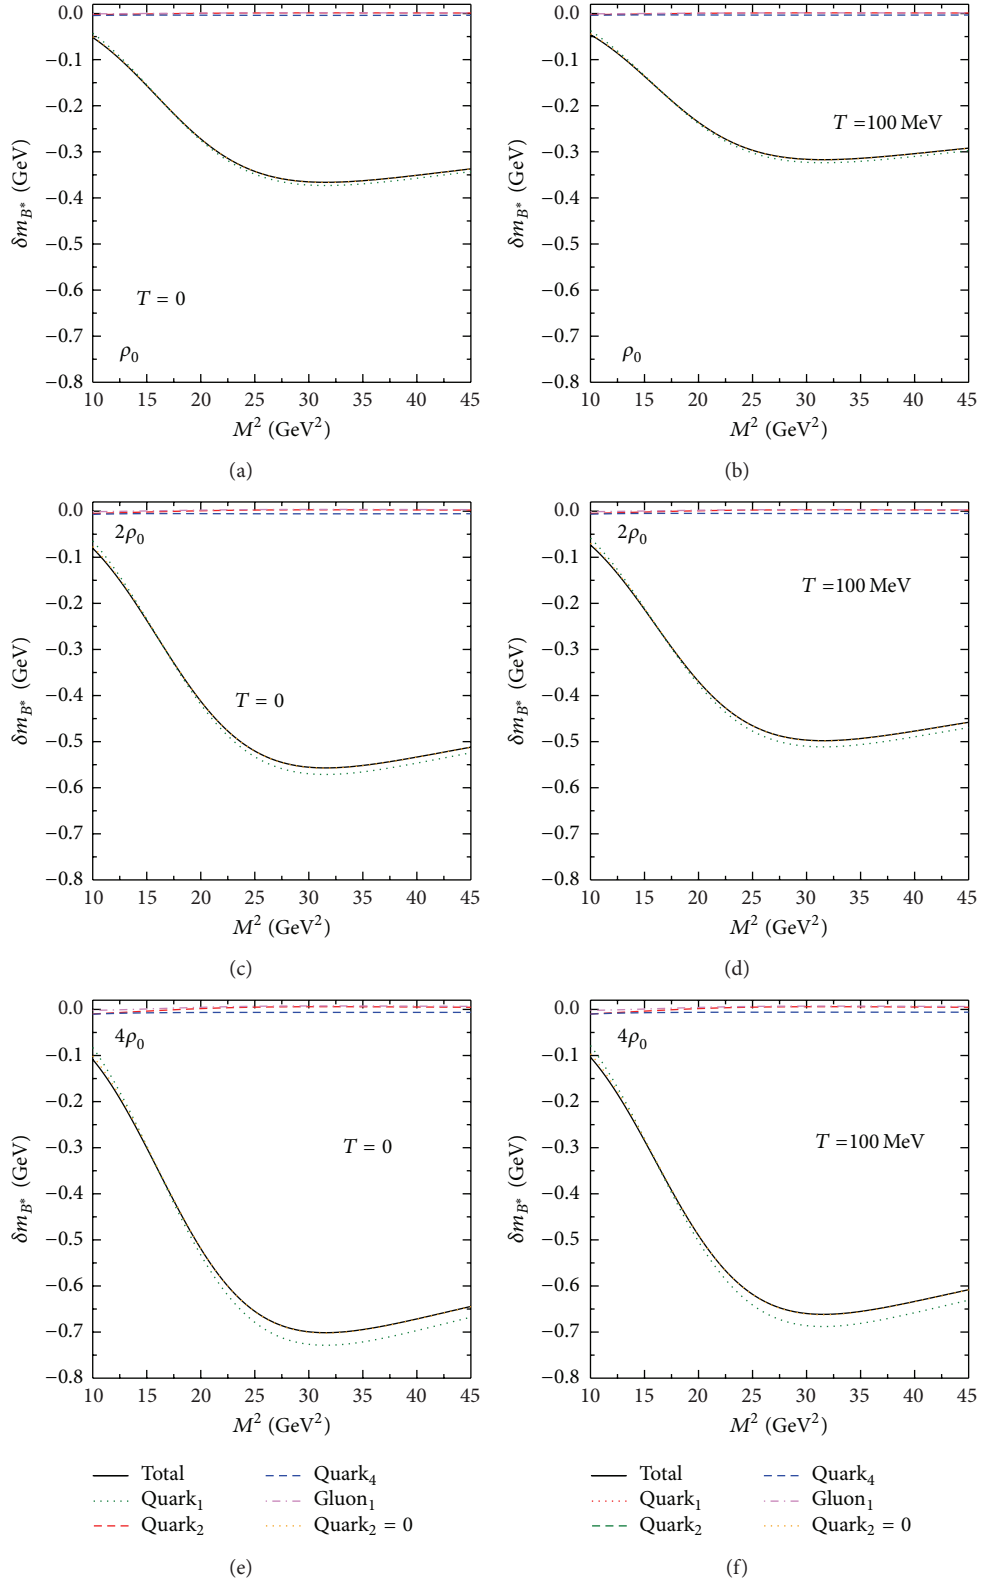 0.0
−0.1
−0.2
−0.3
−0.4
−0.5
−0.6
−0.7
−0.8
δm_B* (GeV)
T = 0
ρ0
10 15 20 25 30 35 40 45
M² (GeV²)
(a)
0.0
−0.1
−0.2
−0.3
−0.4
−0.5
−0.6
−0.7
−0.8
δm_B* (GeV)
T = 100 MeV
ρ0
10 15 20 25 30 35 40 45
M² (GeV²)
(b)
0.0
−0.1
−0.2
−0.3
−0.4
−0.5
−0.6
−0.7
−0.8
δm_B* (GeV)
2ρ0
T = 0
10 15 20 25 30 35 40 45
M² (GeV²)
(c)
0.0
−0.1
−0.2
−0.3
−0.4
−0.5
−0.6
−0.7
−0.8
δm_B* (GeV)
2ρ0
T = 100 MeV
10 15 20 25 30 35 40 45
M² (GeV²)
(d)
0.0
−0.1
−0.2
−0.3
−0.4
−0.5
−0.6
−0.7
−0.8
δm_B* (GeV)
4ρ0
T = 0
10 15 20 25 30 35 40 45
M² (GeV²)
Total
Quark1
Quark2
Quark4
Gluon1
Quark2 = 0
(e)
0.0
−0.1
−0.2
−0.3
−0.4
−0.5
−0.6
−0.7
−0.8
δm_B* (GeV)
4ρ0
T = 100 MeV
10 15 20 25 30 35 40 45
M² (GeV²)
Total
Quark1
Quark2
Quark4
Gluon1
Quark2 = 0
(f)